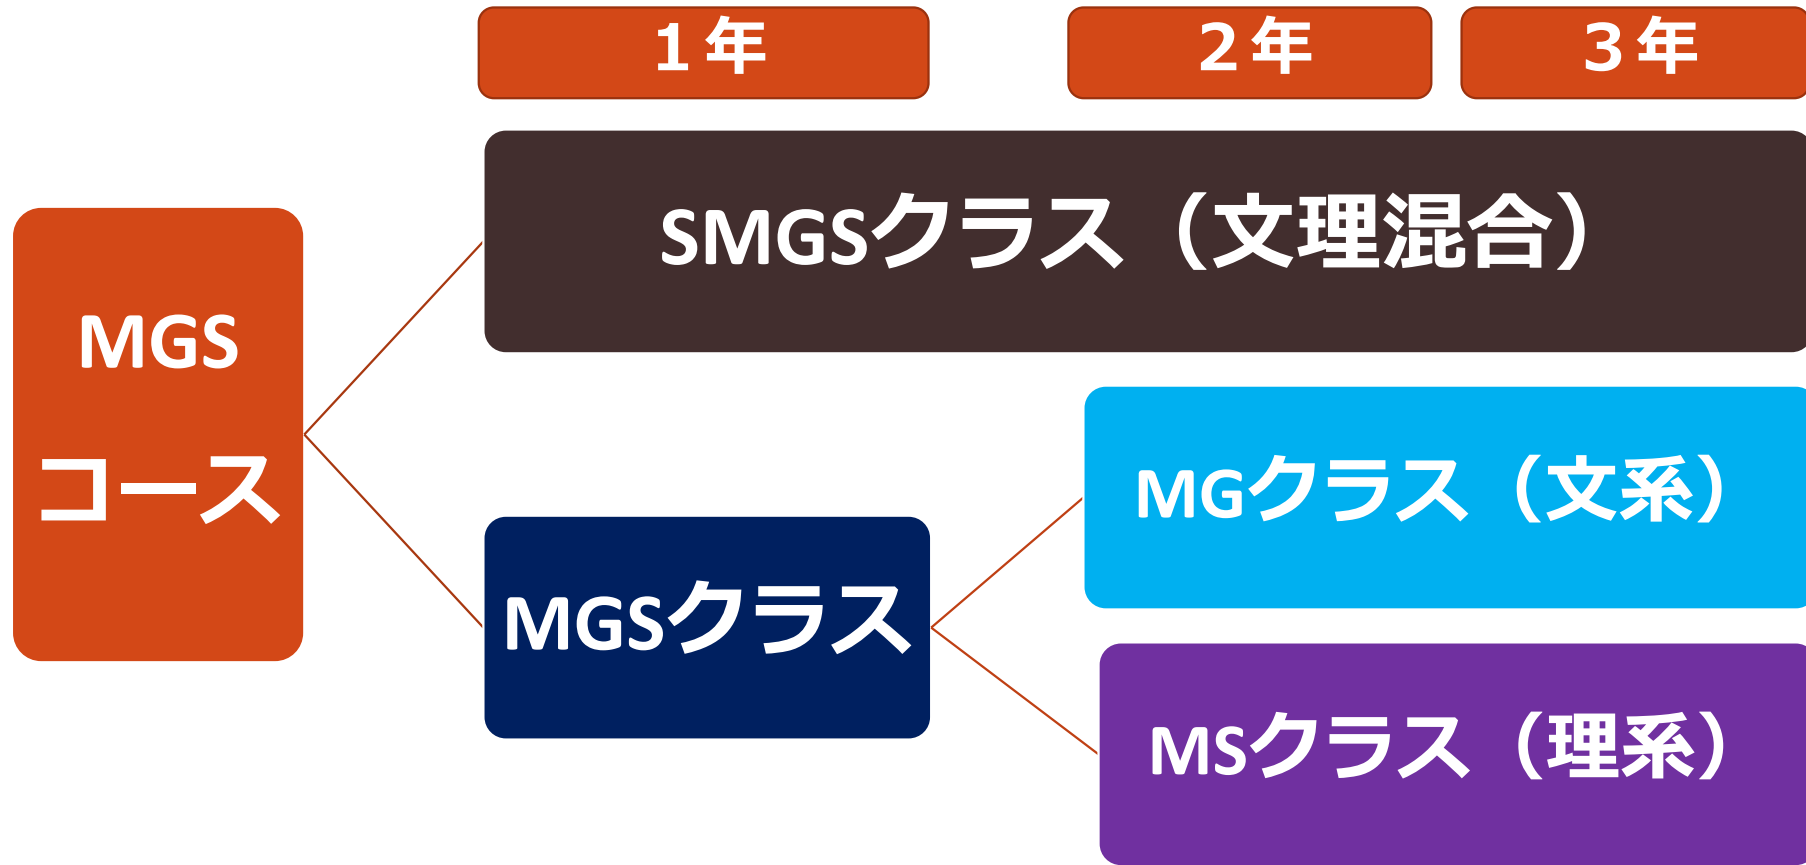 １年
２年
３年
SMGSクラス（文理混合）
MGS
コース
MGクラス（文系）
MGSクラス
MSクラス（理系）